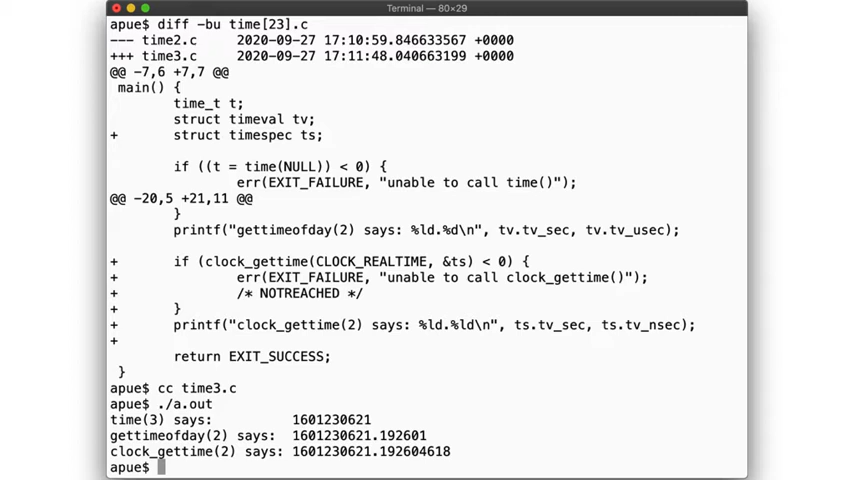 Terminal — 80×29
apue$ diff -bu time[23].c
--- time2.c     2020-09-27 17:10:59.846633567 +0000
+++ time3.c     2020-09-27 17:11:48.040663199 +0000
@@ -7,6 +7,7 @@
 main() {
        time_t t;
        struct timeval tv;
+       struct timespec ts;

        if ((t = time(NULL)) < 0) {
                err(EXIT_FAILURE, "unable to call time()");
@@ -20,5 +21,11 @@
        }
        printf("gettimeofday(2) says: %ld.%d\n", tv.tv_sec, tv.tv_usec);

+       if (clock_gettime(CLOCK_REALTIME, &ts) < 0) {
+               err(EXIT_FAILURE, "unable to call clock_gettime()");
+               /* NOTREACHED */
+       }
+       printf("clock_gettime(2) says: %ld.%ld\n", ts.tv_sec, ts.tv_nsec);
+
        return EXIT_SUCCESS;
 }
apue$ cc time3.c
apue$ ./a.out
time(3) says:          1601230621
gettimeofday(2) says:  1601230621.192601
clock_gettime(2) says: 1601230621.192604618
apue$